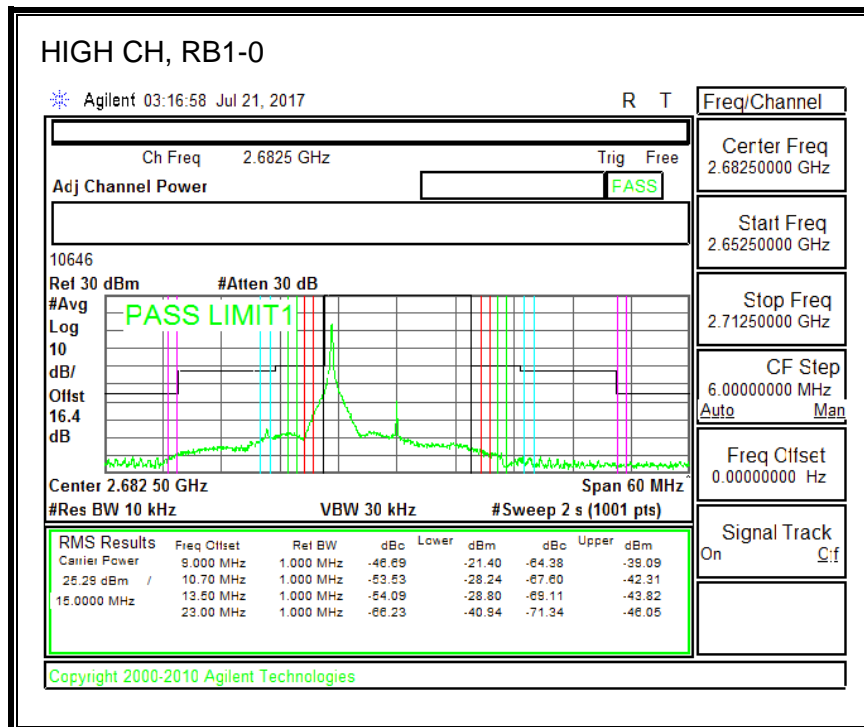 HIGH CH, RB1-0
Agilent 03:16:58 Jul 21, 2017 R T
Freq/Channel
Ch Freq 2.6825 GHz Trig Free
Adj Channel Power PASS
Center Freq
2.68250000 GHz
Start Freq
2.65250000 GHz
Stop Freq
2.71250000 GHz
CF Step
6.00000000 MHz
Auto Man
Freq Offset
0.00000000 Hz
Signal Track
On Off
10646
Ref 30 dBm #Atten 30 dB
#Avg
Log
10
dB/
Offst
16.4
dB
PASS LIMIT1
Center 2.682 50 GHz Span 60 MHz
#Res BW 10 kHz VBW 30 kHz #Sweep 2 s (1001 pts)
RMS Results Freq Offset Ref BW dBc Lower dBm dBc Upper dBm
Carrier Power 9.000 MHz 1.000 MHz -46.69 -21.40 -64.38 -39.09
25.29 dBm / 10.70 MHz 1.000 MHz -53.53 -28.24 -67.60 -42.31
15.0000 MHz 13.50 MHz 1.000 MHz -54.09 -28.80 -69.11 -43.82
23.00 MHz 1.000 MHz -66.23 -40.94 -71.34 -46.05
Copyright 2000-2010 Agilent Technologies